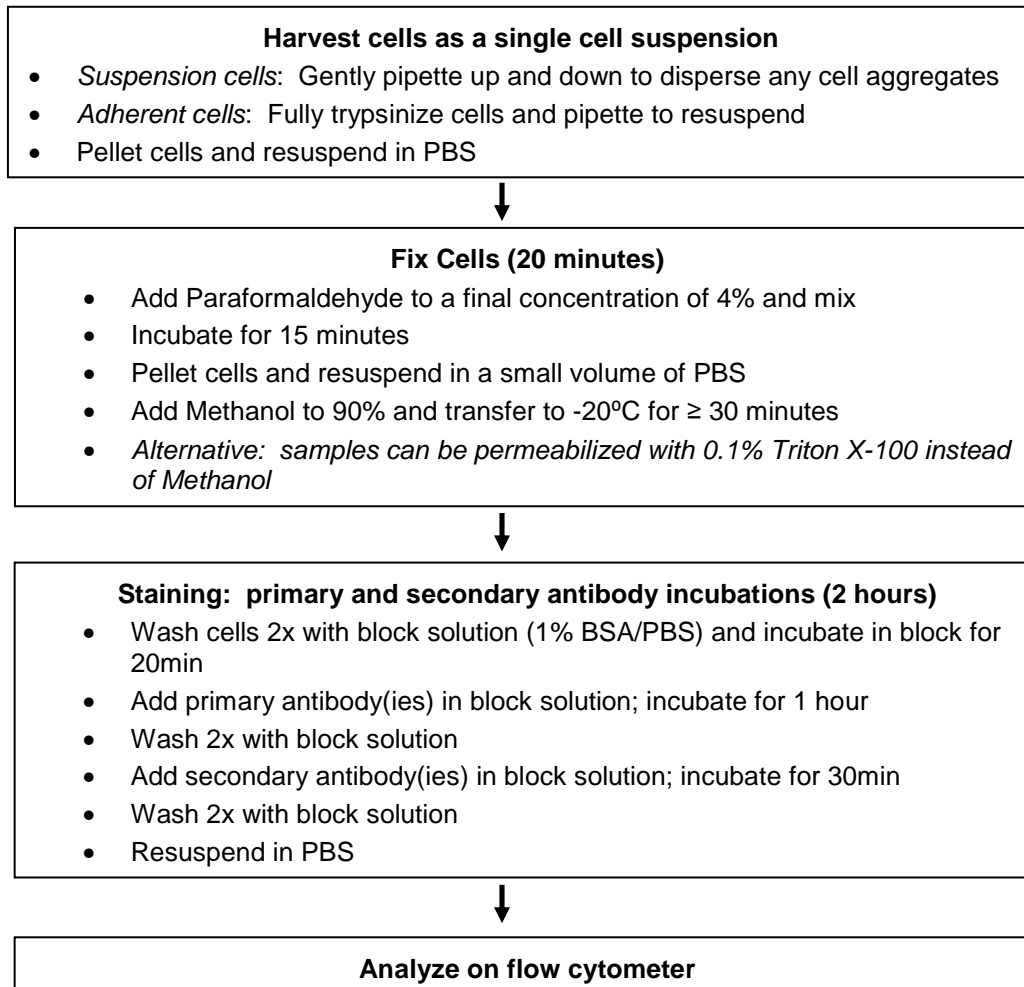 Harvest cells as a single cell suspension
• Suspension cells:  Gently pipette up and down to disperse any cell aggregates
• Adherent cells:  Fully trypsinize cells and pipette to resuspend
• Pellet cells and resuspend in PBS
Fix Cells (20 minutes)
• Add Paraformaldehyde to a final concentration of 4% and mix
• Incubate for 15 minutes
• Pellet cells and resuspend in a small volume of PBS
• Add Methanol to 90% and transfer to -20ºC for ≥ 30 minutes
• Alternative:  samples can be permeabilized with 0.1% Triton X-100 instead
of Methanol
Staining:  primary and secondary antibody incubations (2 hours)
• Wash cells 2x with block solution (1% BSA/PBS) and incubate in block for
20min
• Add primary antibody(ies) in block solution; incubate for 1 hour
• Wash 2x with block solution
• Add secondary antibody(ies) in block solution; incubate for 30min
• Wash 2x with block solution
• Resuspend in PBS
Analyze on flow cytometer